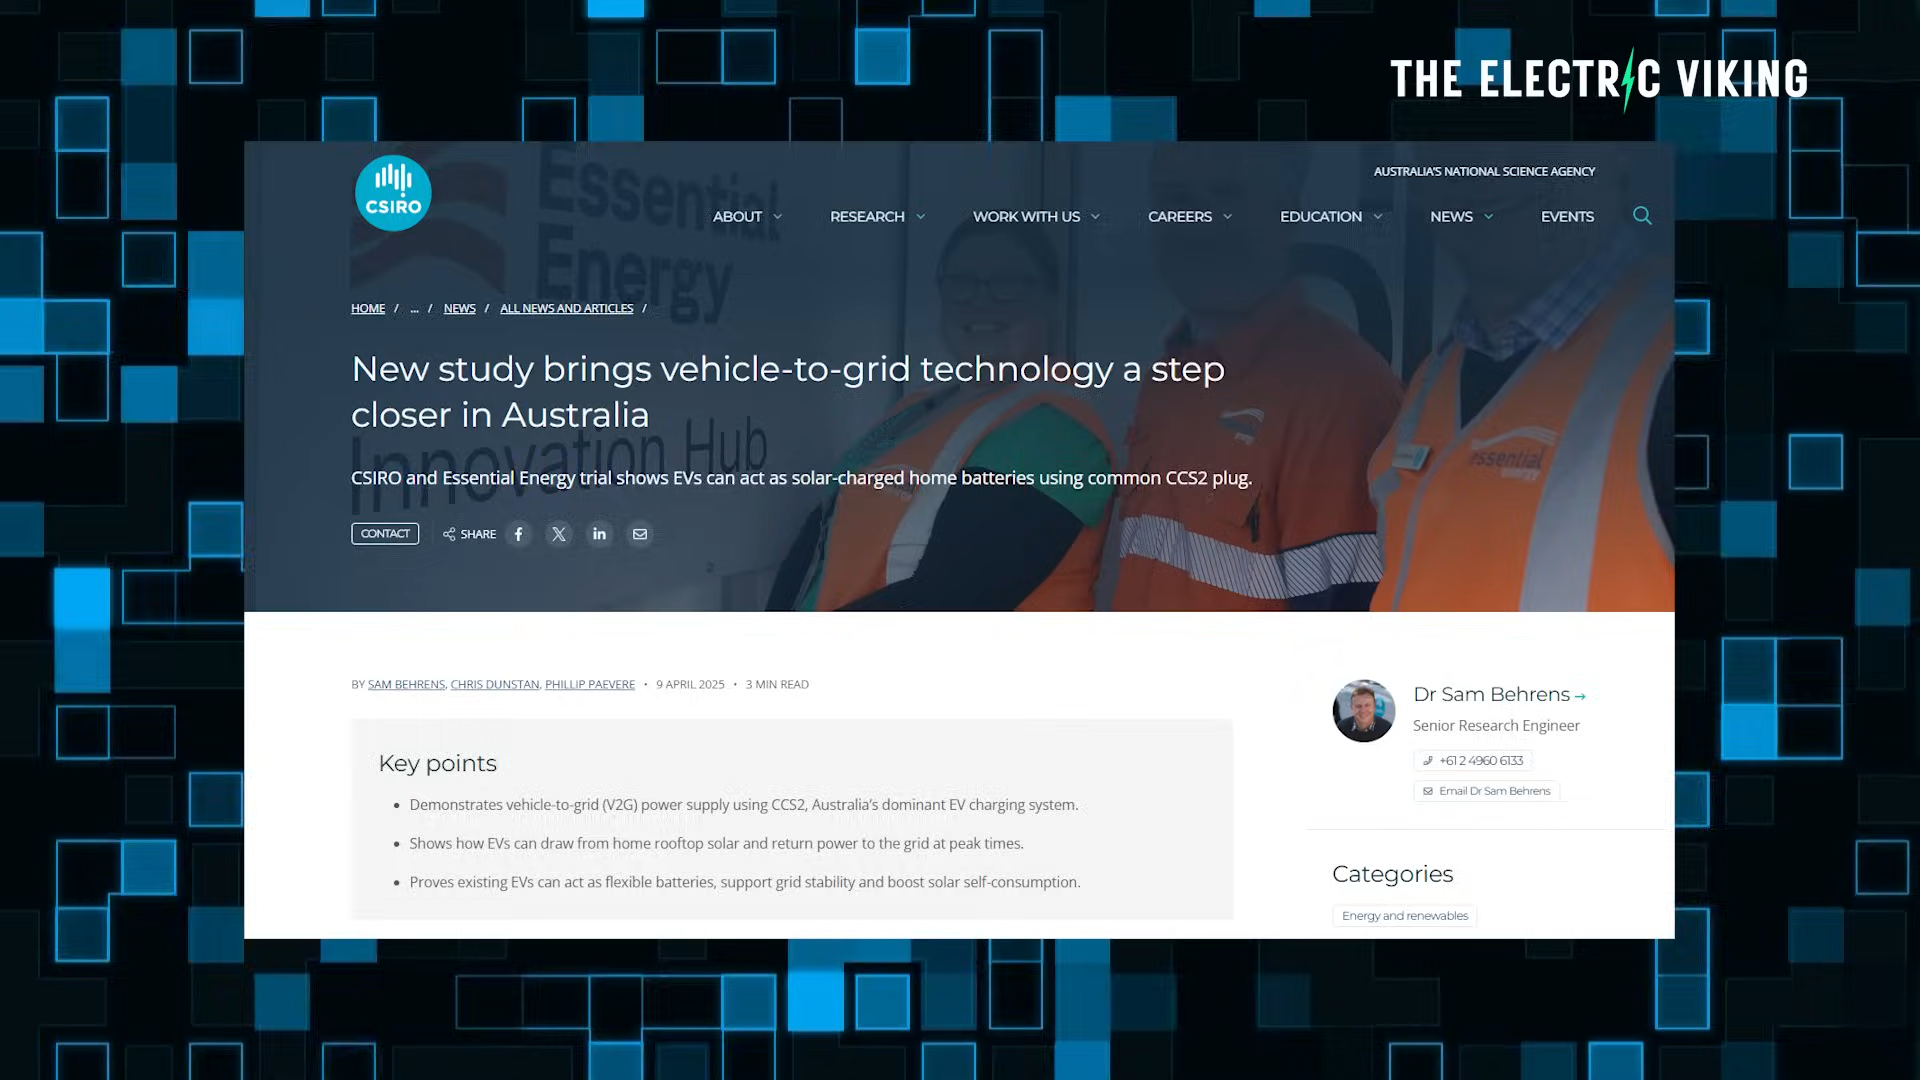 THE ELECTRIC VIKING
CSIRO
AUSTRALIA'S NATIONAL SCIENCE AGENCY
ABOUT RESEARCH WORK WITH US CAREERS EDUCATION NEWS EVENTS
Essential
Energy
Innovation Hub
HOME / ... / NEWS / ALL NEWS AND ARTICLES /
New study brings vehicle-to-grid technology a step
closer in Australia
CSIRO and Essential Energy trial shows EVs can act as solar-charged home batteries using common CCS2 plug.
essential
energy
CONTACT SHARE
BY SAM BEHRENS, CHRIS DUNSTAN, PHILLIP PAEVERE • 9 APRIL 2025 • 3 MIN READ
Key points
• Demonstrates vehicle-to-grid (V2G) power supply using CCS2, Australia's dominant EV charging system.
• Shows how EVs can draw from home rooftop solar and return power to the grid at peak times.
• Proves existing EVs can act as flexible batteries, support grid stability and boost solar self-consumption.
Dr Sam Behrens →
Senior Research Engineer
+61 2 4960 6133
Email Dr Sam Behrens
Categories
Energy and renewables